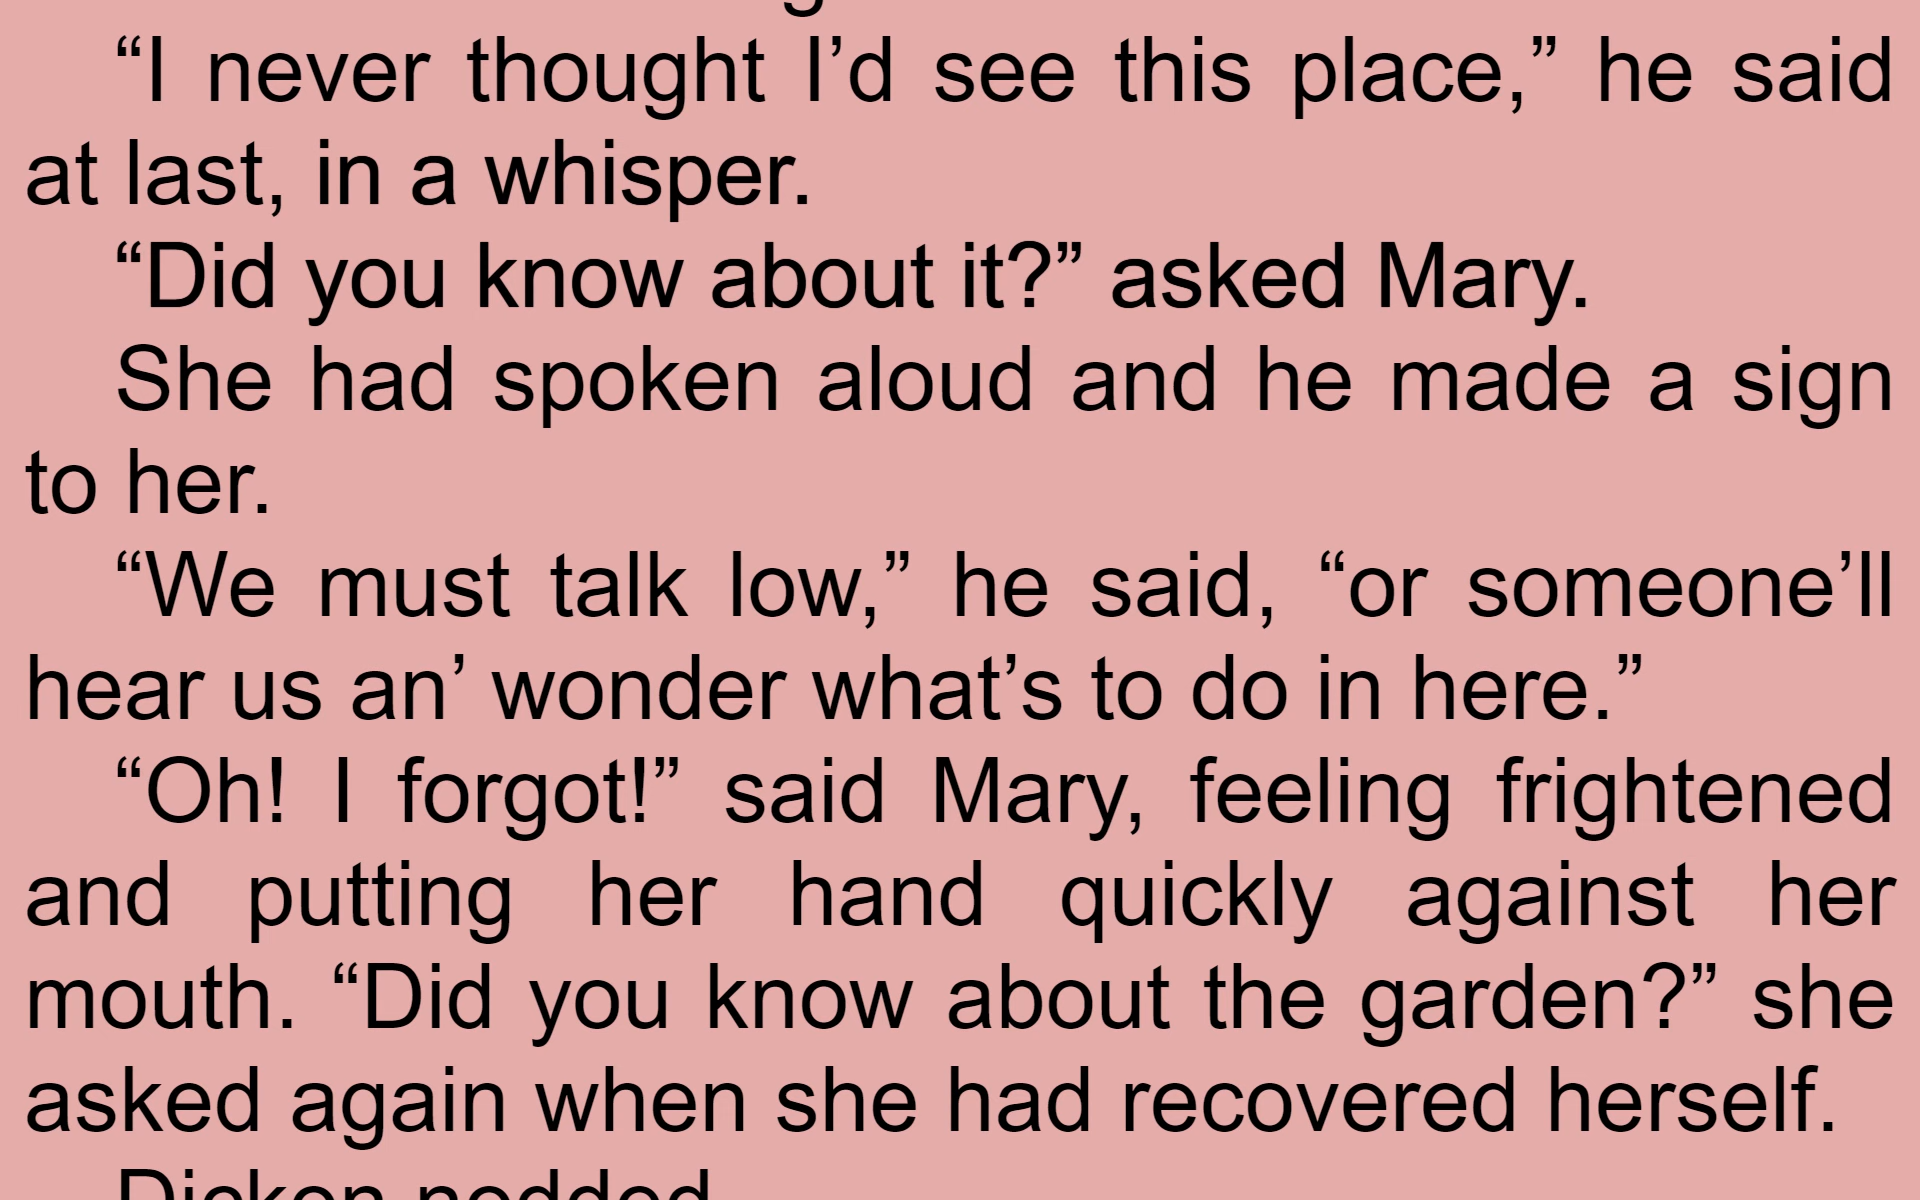 “I never thought I’d see this place,” he said
at last, in a whisper.
“Did you know about it?” asked Mary.
She had spoken aloud and he made a sign
to her.
“We must talk low,” he said, “or someone’ll
hear us an’ wonder what’s to do in here.”
“Oh! I forgot!” said Mary, feeling frightened
and putting her hand quickly against her
mouth. “Did you know about the garden?” she
asked again when she had recovered herself.
Dickon nodded.